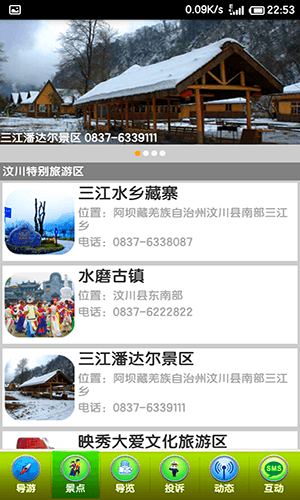 0.09K/s 22:53
三江潘达尔景区 0837-6339111
汶川特别旅游区
三江水乡藏寨
位置：阿坝藏羌族自治州汶川县南部三江
乡
电话：0837-6338087
水磨古镇
位置：汶川县东南部
电话：0837-6222822
三江潘达尔景区
位置：阿坝藏羌族自治州汶川县南部三江
乡
电话：0837-6339111
映秀大爱文化旅游区
导游 景点 导览 投诉 动态 SMS 互动